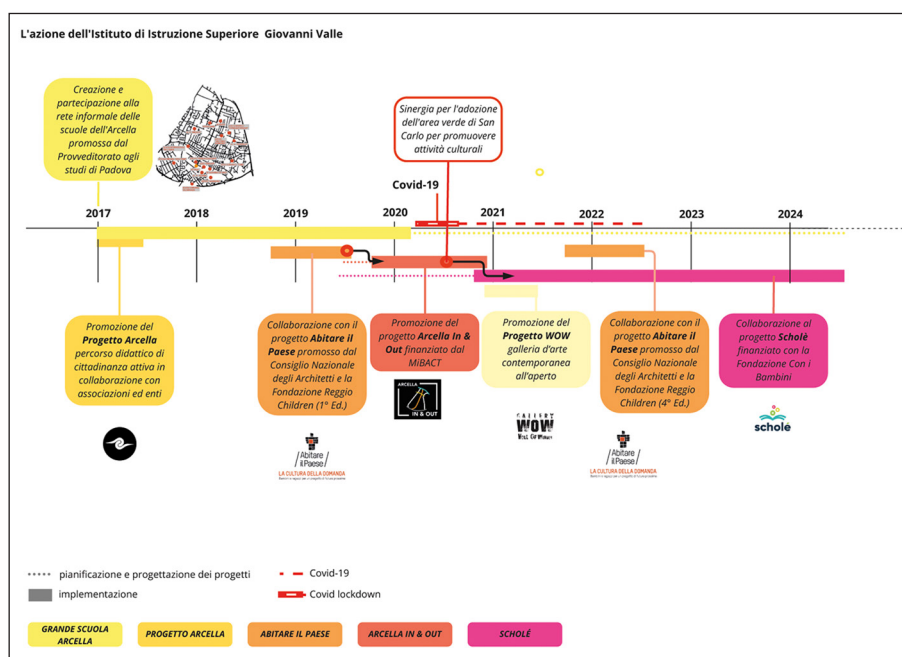 L'azione dell'Istituto di Istruzione Superiore Giovanni Valle
Creazione e
partecipazione alla
rete informale delle
scuole dell'Arcella
promossa dal
Provveditorato agli
studi di Padova
Sinergia per l'adozione
dell'area verde di San
Carlo per promuovere
attività culturali
Covid-19
2017
2018
2019
2020
2021
2022
2023
2024
Promozione del
Progetto Arcella
percorso didattico di
cittadinanza attiva in
collaborazione con
associazioni ed enti
Collaborazione con il
progetto Abitare il
Paese promosso dal
Consiglio Nazionale
degli Architetti e la
Fondazione Reggio
Children (1° Ed.)
Promozione del
progetto Arcella In &
Out finanziato dal
MiBACT
Promozione del
Progetto WOW
galleria d'arte
contemporanea
all'aperto
Collaborazione con il
progetto Abitare il
Paese promosso dal
Consiglio Nazionale
degli Architetti e la
Fondazione Reggio
Children (4° Ed.)
Collaborazione al
progetto Scholè
finanziato con la
Fondazione Con i
Bambini
ARCELLA
IN & OUT
GALLERY
WOW
Abitare
il Paese
LA CULTURA DELLA DOMANDA
Abitare
il Paese
LA CULTURA DELLA DOMANDA
scholé
pianificazione e progettazione dei progetti
Covid-19
implementazione
Covid lockdown
GRANDE SCUOLA
ARCELLA
PROGETTO ARCELLA
ABITARE IL PAESE
ARCELLA IN & OUT
SCHOLÉ